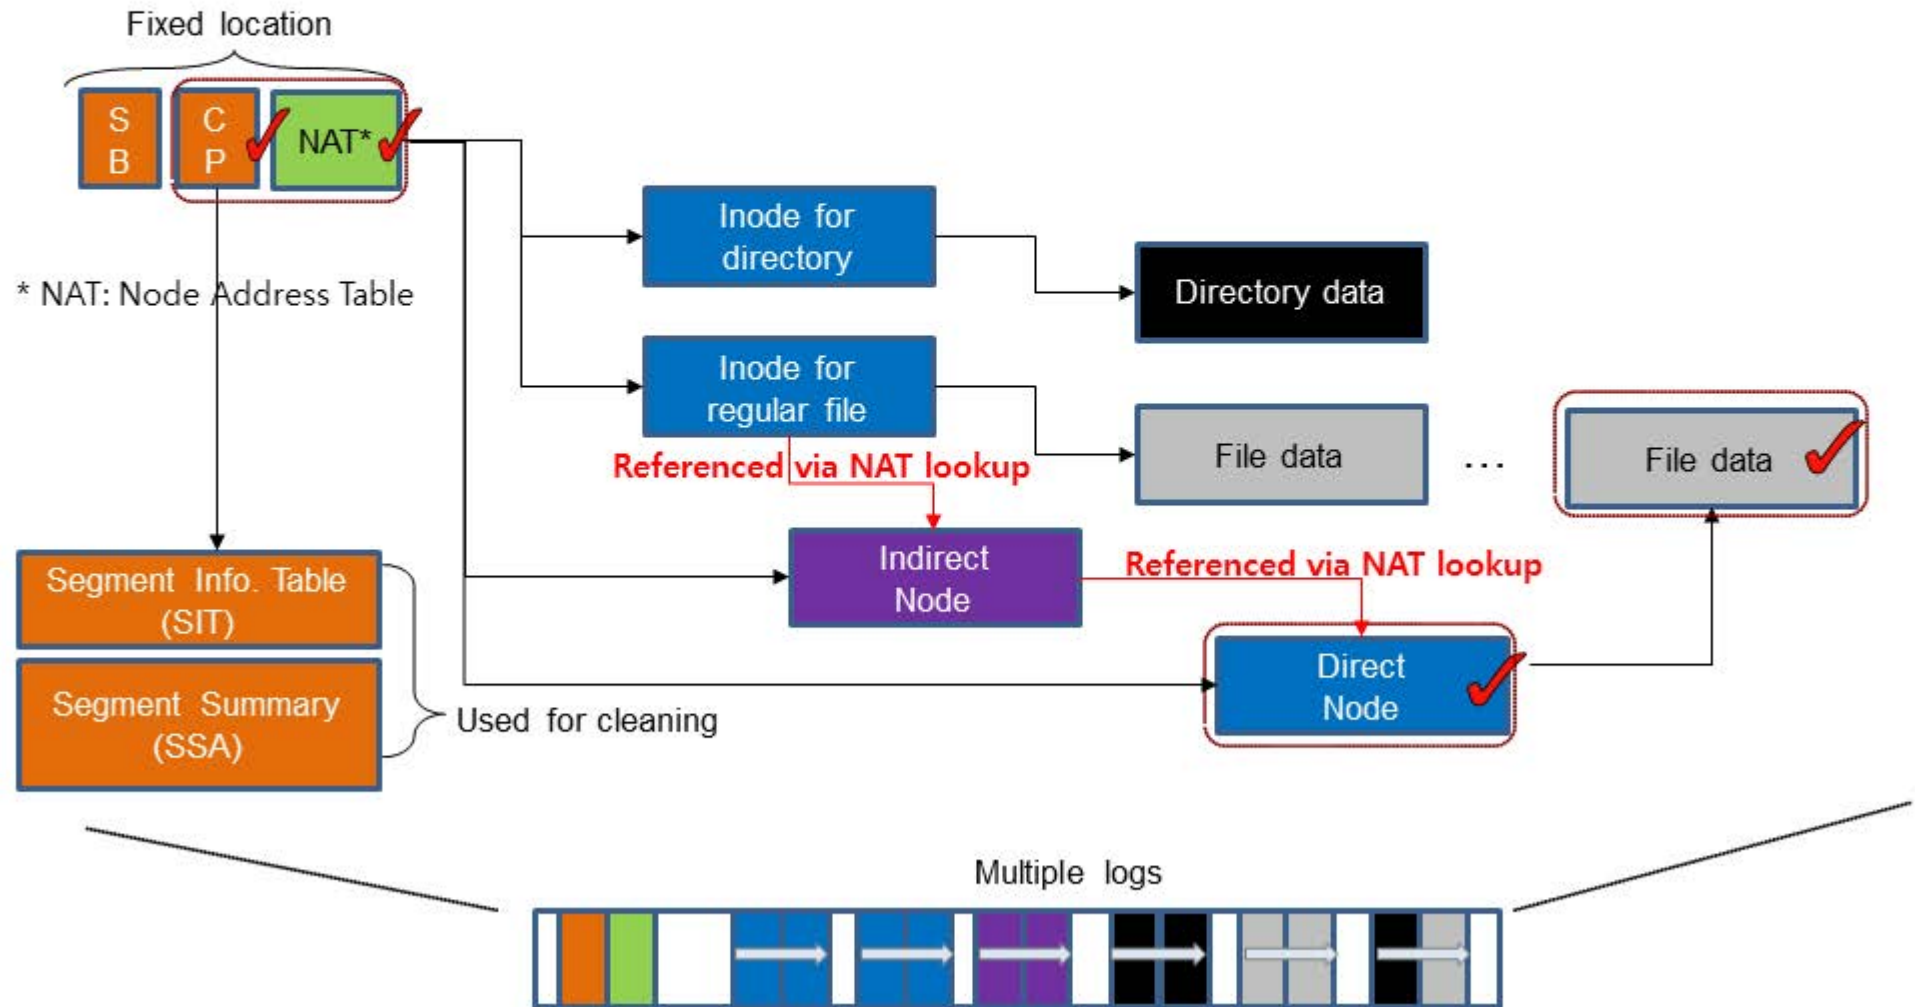 Fixed location
S
B
C
P
NAT*
* NAT: Node Address Table
Inode for
directory
Directory data
Inode for
regular file
File data
...
File data
Referenced via NAT lookup
Indirect
Node
Referenced via NAT lookup
Direct
Node
Segment Info. Table
(SIT)
Segment Summary
(SSA)
Used for cleaning
Multiple logs